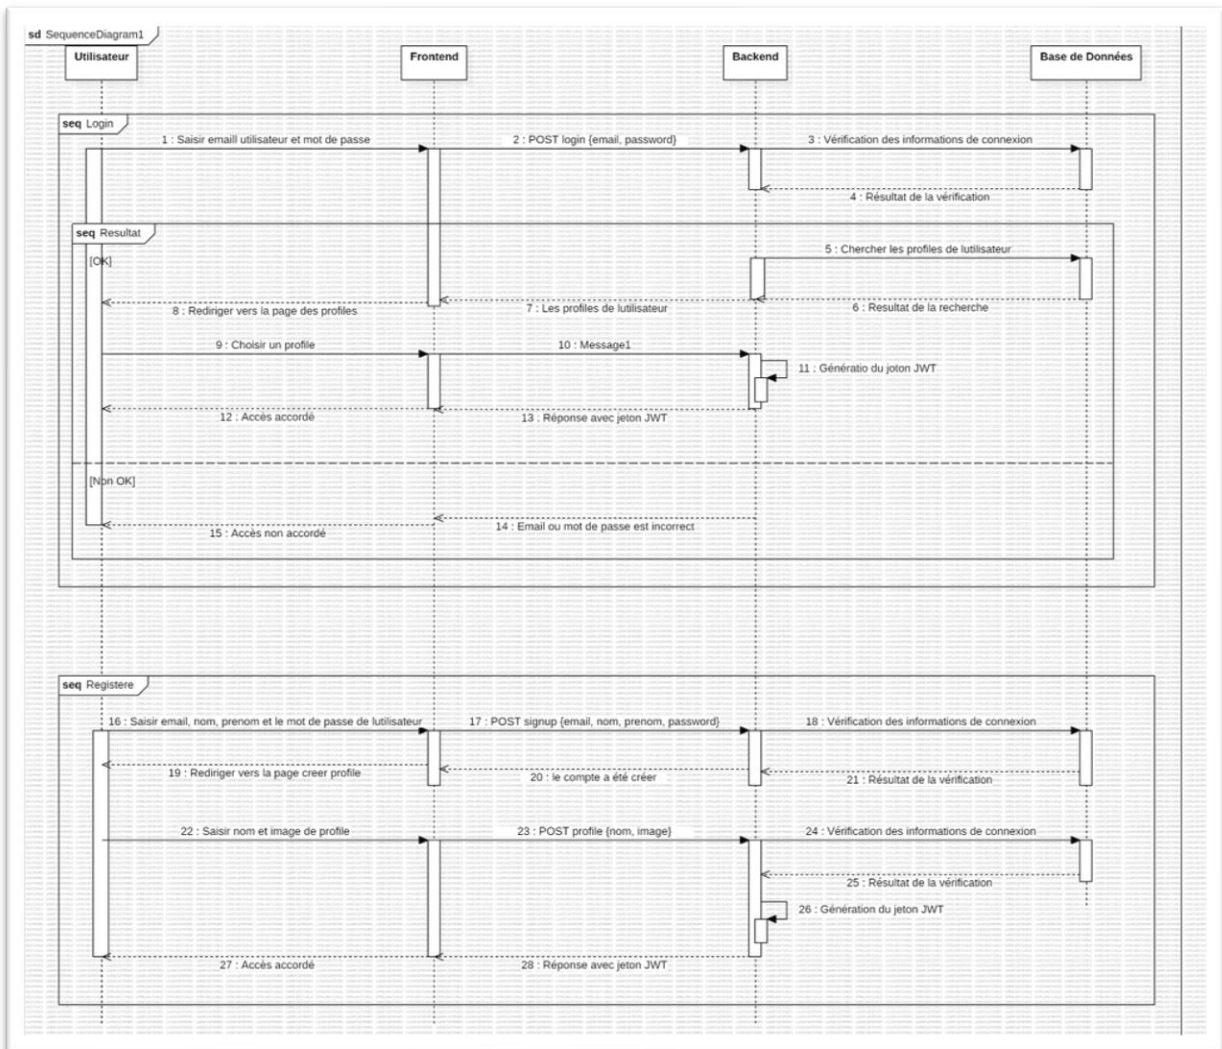 sd SequenceDiagram1
Utilisateur
Frontend
Backend
Base de Données
seq Login
1 : Saisir emaill utilisateur et mot de passe
2 : POST login {email, password}
3 : Vérification des informations de connexion
4 : Résultat de la vérification
seq Resultat
[OK]
5 : Chercher les profiles de lutilisateur
6 : Resultat de la recherche
7 : Les profiles de lutilisateur
8 : Rediriger vers la page des profiles
9 : Choisir un profile
10 : Message1
11 : Génératio du joton JWT
12 : Accès accordé
13 : Réponse avec jeton JWT
[Non OK]
14 : Email ou mot de passe est incorrect
15 : Accès non accordé
seq Registere
16 : Saisir email, nom, prenom et le mot de passe de lutilisateur
17 : POST signup {email, nom, prenom, password}
18 : Vérification des informations de connexion
19 : Rediriger vers la page creer profile
20 : le compte a été créer
21 : Résultat de la vérification
22 : Saisir nom et image de profile
23 : POST profile {nom, image}
24 : Vérification des informations de connexion
25 : Résultat de la vérification
26 : Génération du jeton JWT
27 : Accès accordé
28 : Réponse avec jeton JWT